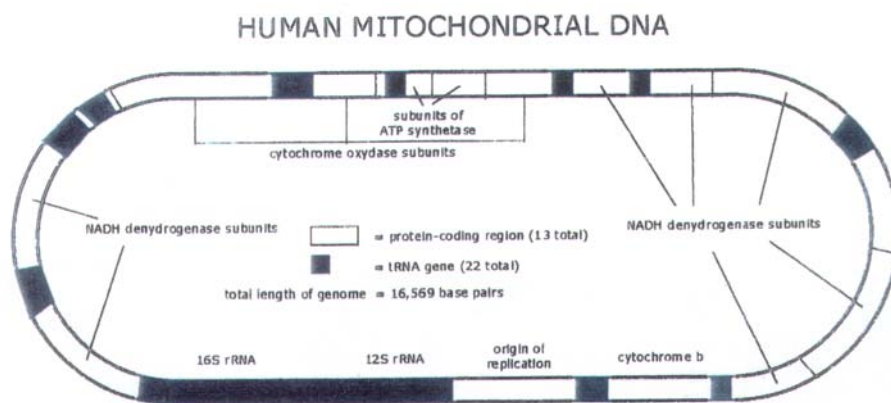 HUMAN MITOCHONDRIAL DNA
subunits of
ATP synthetase
cytochrome oxydase subunits
NADH denydrogenase subunits
NADH denydrogenase subunits
= protein-coding region (13 total)
= tRNA gene (22 total)
total length of genome = 16,569 base pairs
16S rRNA
12S rRNA
origin of
replication
cytochrome b